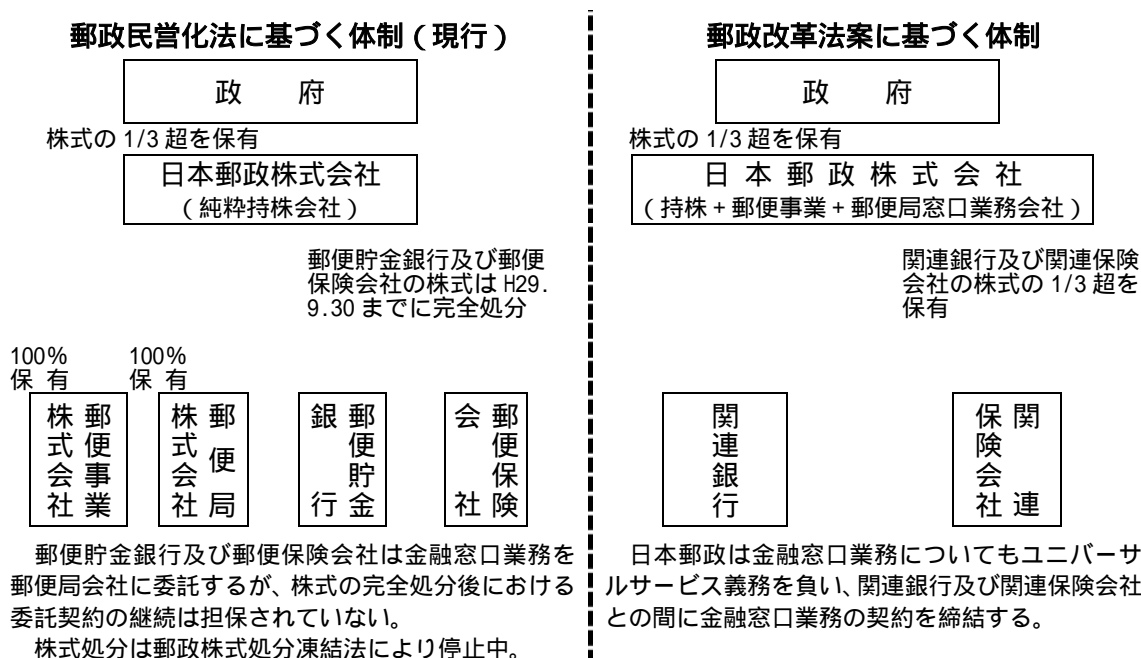 郵政民営化法に基づく体制（現行）
政　府
株式の 1/3 超を保有
日本郵政株式会社
（純粋持株会社）
郵便貯金銀行及び郵便
保険会社の株式は H29.
9.30 までに完全処分
100%
保 有
100%
保 有
郵便事業
株式会社
郵便局
株式会社
郵便貯金
銀行
郵便保険
会社
郵便貯金銀行及び郵便保険会社は金融窓口業務を
郵便局会社に委託するが、株式の完全処分後における
委託契約の継続は担保されていない。
株式処分は郵政株式処分凍結法により停止中。
郵政改革法案に基づく体制
政　府
株式の 1/3 超を保有
日 本 郵 政 株 式 会 社
（持株＋郵便事業＋郵便局窓口業務会社）
関連銀行及び関連保険
会社の株式の 1/3 超を
保有
関連銀行
関連
保険会社
日本郵政は金融窓口業務についてもユニバーサ
ルサービス義務を負い、関連銀行及び関連保険会社
との間に金融窓口業務の契約を締結する。